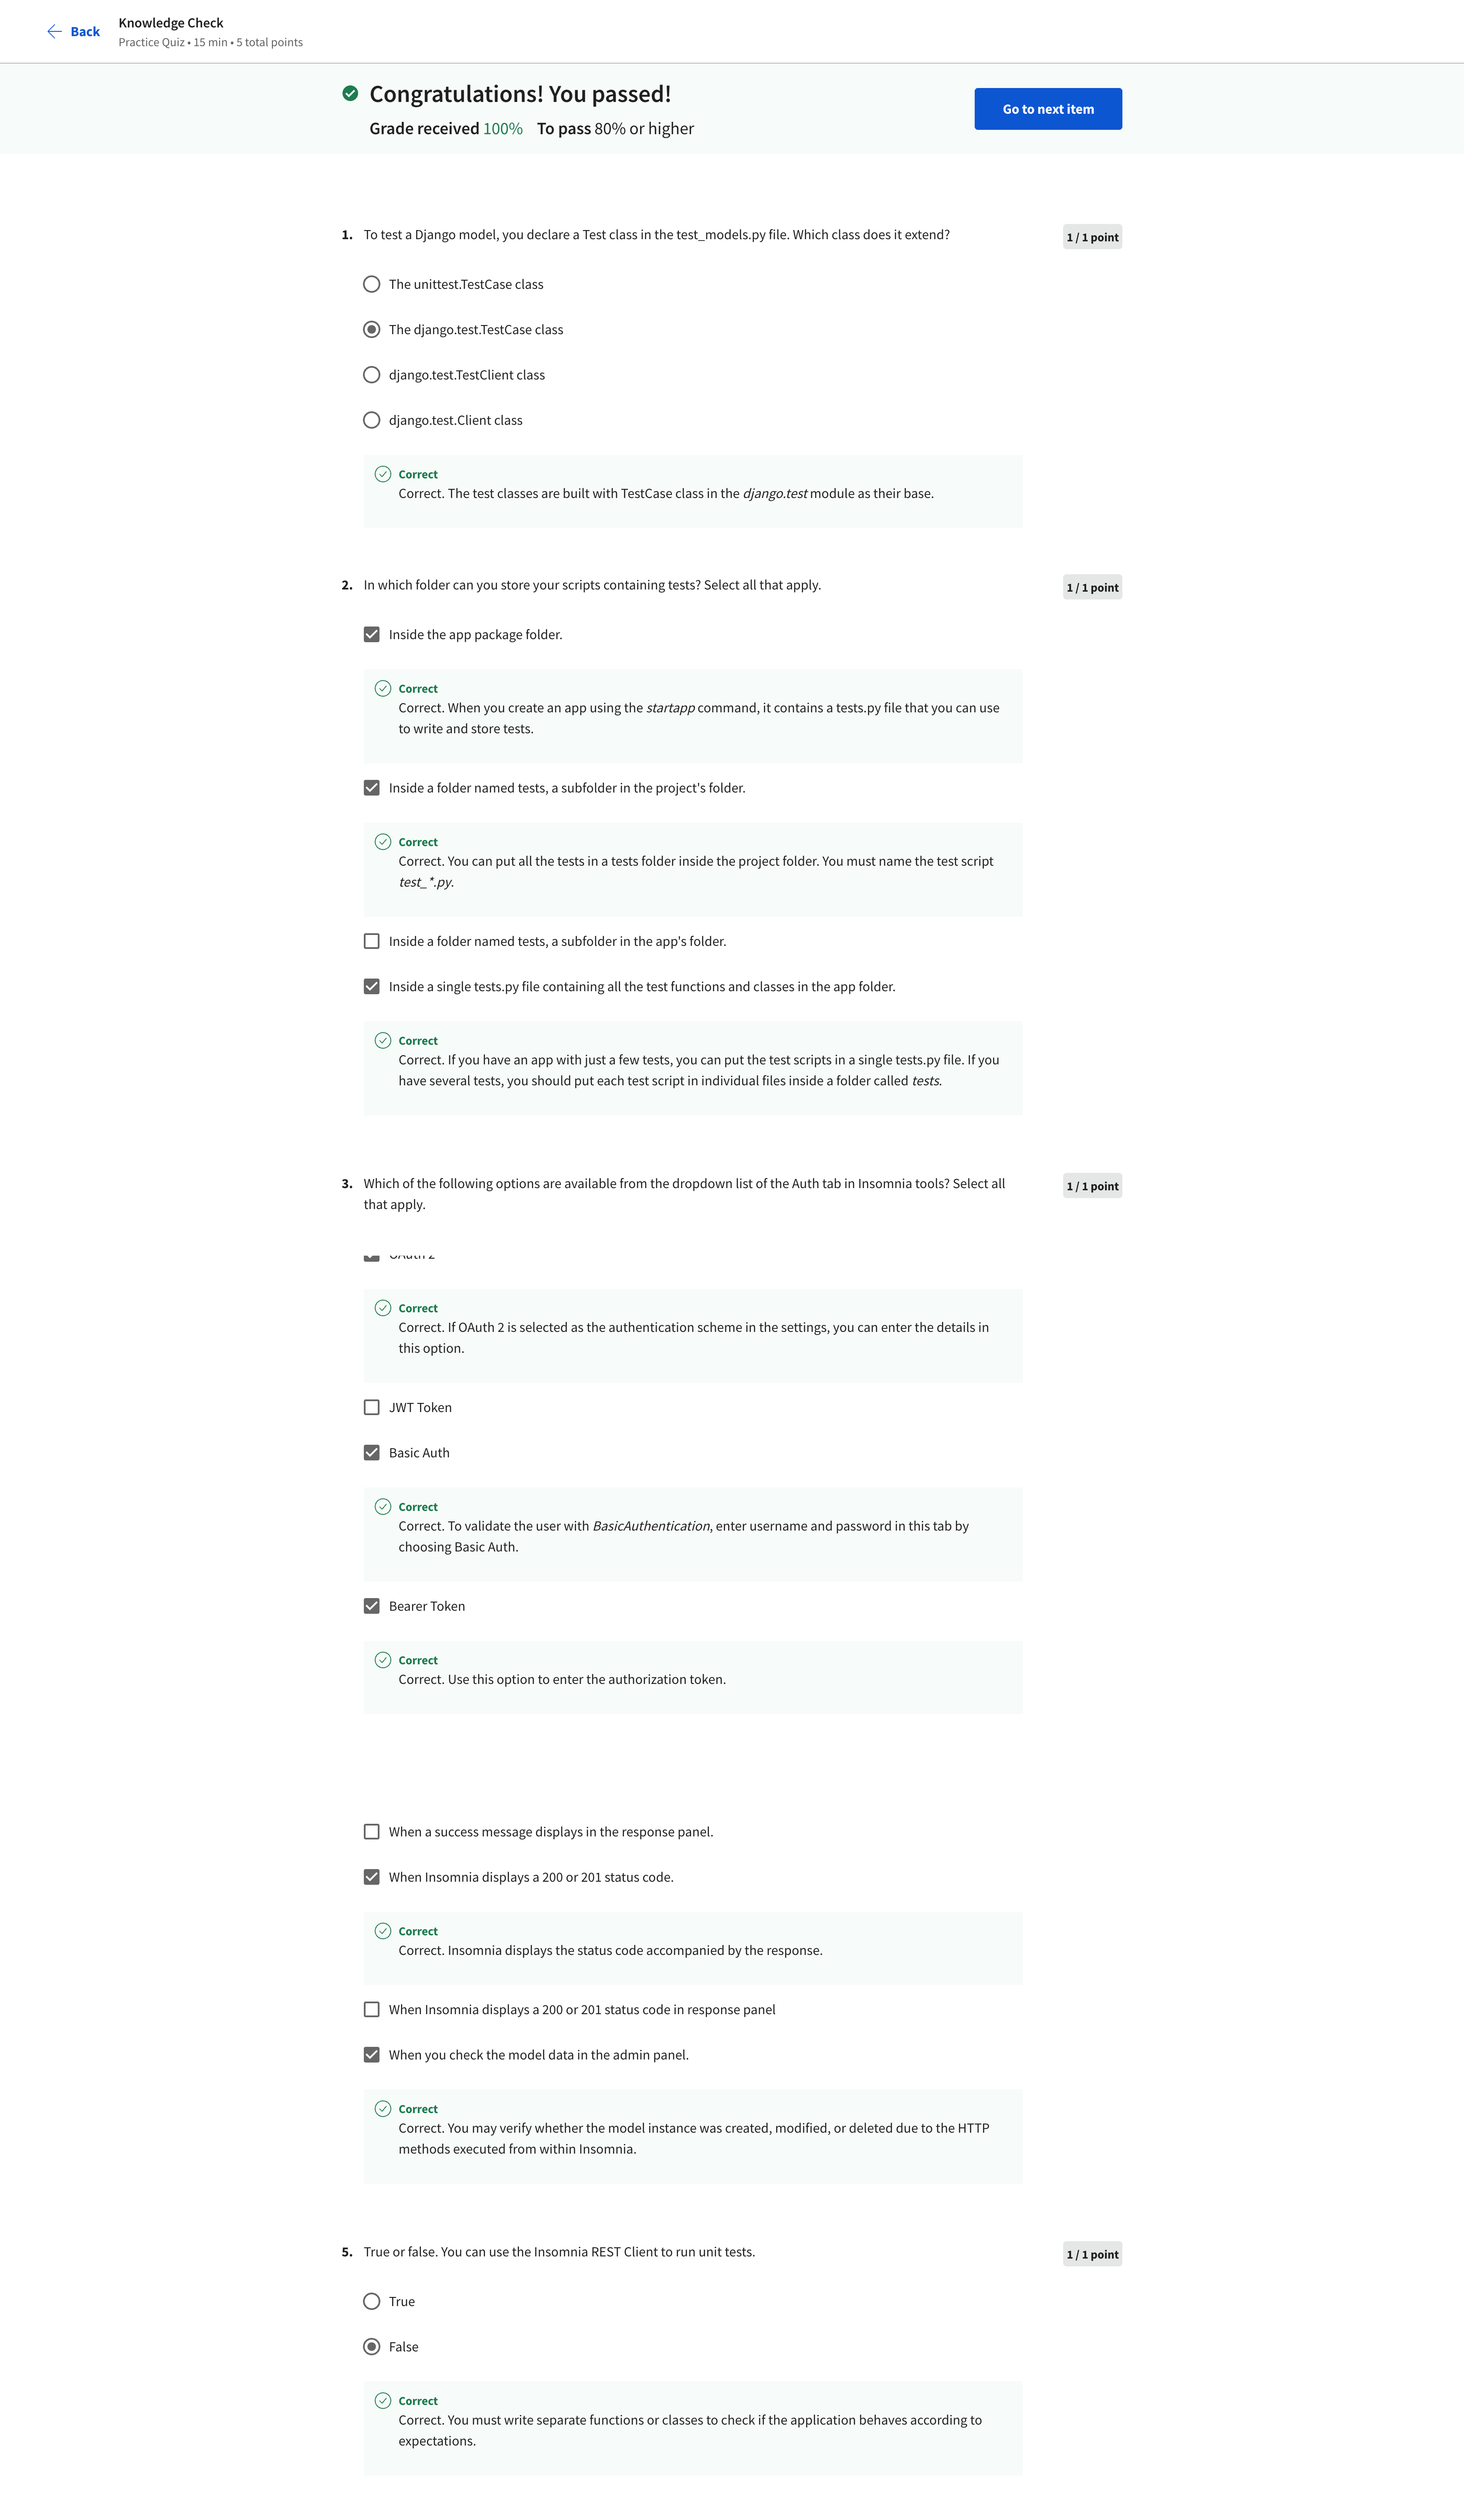 Back
Knowledge Check
Practice Quiz • 15 min • 5 total points
Congratulations! You passed!
Grade received 100% To pass 80% or higher
Go to next item
1. To test a Django model, you declare a Test class in the test_models.py file. Which class does it extend?
1 / 1 point
The unittest.TestCase class
The django.test.TestCase class
django.test.TestClient class
django.test.Client class
Correct
Correct. The test classes are built with TestCase class in the django.test module as their base.
2. In which folder can you store your scripts containing tests? Select all that apply.
1 / 1 point
Inside the app package folder.
Correct
Correct. When you create an app using the startapp command, it contains a tests.py file that you can use
to write and store tests.
Inside a folder named tests, a subfolder in the project's folder.
Correct
Correct. You can put all the tests in a tests folder inside the project folder. You must name the test script
test_*.py.
Inside a folder named tests, a subfolder in the app's folder.
Inside a single tests.py file containing all the test functions and classes in the app folder.
Correct
Correct. If you have an app with just a few tests, you can put the test scripts in a single tests.py file. If you
have several tests, you should put each test script in individual files inside a folder called tests.
3. Which of the following options are available from the dropdown list of the Auth tab in Insomnia tools? Select all
that apply.
1 / 1 point
Correct
Correct. If OAuth 2 is selected as the authentication scheme in the settings, you can enter the details in
this option.
JWT Token
Basic Auth
Correct
Correct. To validate the user with BasicAuthentication, enter username and password in this tab by
choosing Basic Auth.
Bearer Token
Correct
Correct. Use this option to enter the authorization token.
When a success message displays in the response panel.
When Insomnia displays a 200 or 201 status code.
Correct
Correct. Insomnia displays the status code accompanied by the response.
When Insomnia displays a 200 or 201 status code in response panel
When you check the model data in the admin panel.
Correct
Correct. You may verify whether the model instance was created, modified, or deleted due to the HTTP
methods executed from within Insomnia.
5. True or false. You can use the Insomnia REST Client to run unit tests.
1 / 1 point
True
False
Correct
Correct. You must write separate functions or classes to check if the application behaves according to
expectations.